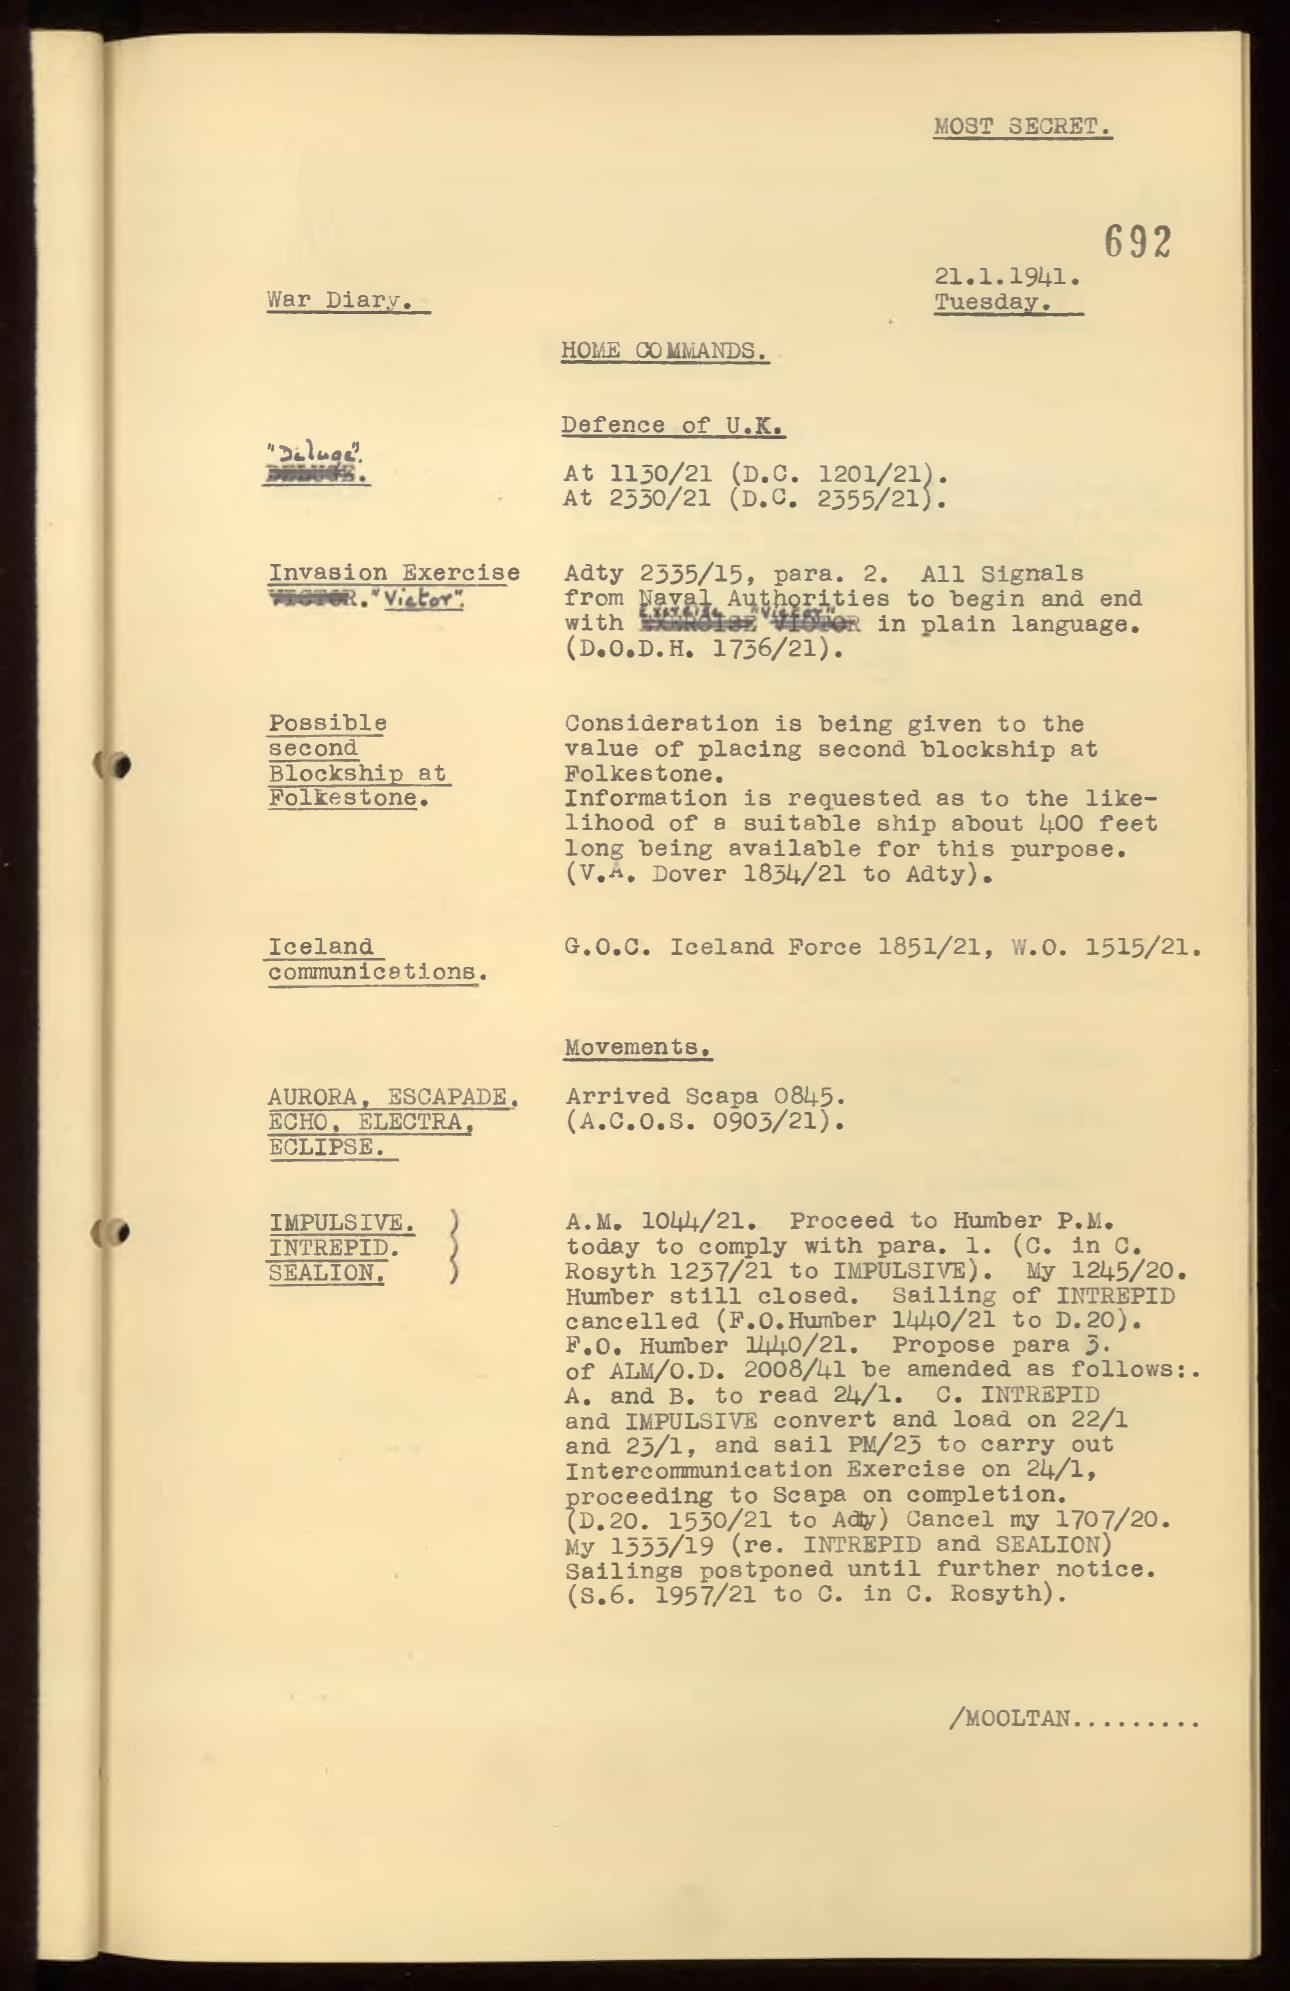 MOST SECRET.
692
21.1.1941.
War Diary.
Tuesday.
HOME COMMANDS.
Defence of U.K.
"Deluge".
DELUGE.
At 1130/21 (D.C. 1201/21).
At 2330/21 (D.C. 2355/21).
Invasion Exercise
VICTOR. "Victor".
Adty 2335/15, para. 2. All Signals
from Naval Authorities to begin and end
Exercise "Victor"
with EXERCISE VICTOR in plain language.
(D.O.D.H. 1736/21).
Possible
second
Blockship at
Folkestone.
Consideration is being given to the
value of placing second blockship at
Folkestone.
Information is requested as to the like-
lihood of a suitable ship about 400 feet
long being available for this purpose.
(V.A. Dover 1834/21 to Adty).
Iceland
communications.
G.O.C. Iceland Force 1851/21, W.O. 1515/21.
Movements.
AURORA, ESCAPADE,
ECHO, ELECTRA,
ECLIPSE.
Arrived Scapa 0845.
(A.C.O.S. 0903/21).
IMPULSIVE. )
INTREPID. )
SEALION. )
A.M. 1044/21. Proceed to Humber P.M.
today to comply with para. 1. (C. in C.
Rosyth 1237/21 to IMPULSIVE). My 1245/20.
Humber still closed. Sailing of INTREPID
cancelled (F.O.Humber 1440/21 to D.20).
F.O. Humber 1440/21. Propose para 3.
of ALM/O.D. 2008/41 be amended as follows:.
A. and B. to read 24/1. C. INTREPID
and IMPULSIVE convert and load on 22/1
and 23/1, and sail PM/23 to carry out
Intercommunication Exercise on 24/1,
proceeding to Scapa on completion.
(D.20. 1530/21 to Adty) Cancel my 1707/20.
My 1333/19 (re. INTREPID and SEALION)
Sailings postponed until further notice.
(S.6. 1957/21 to C. in C. Rosyth).
/MOOLTAN.........